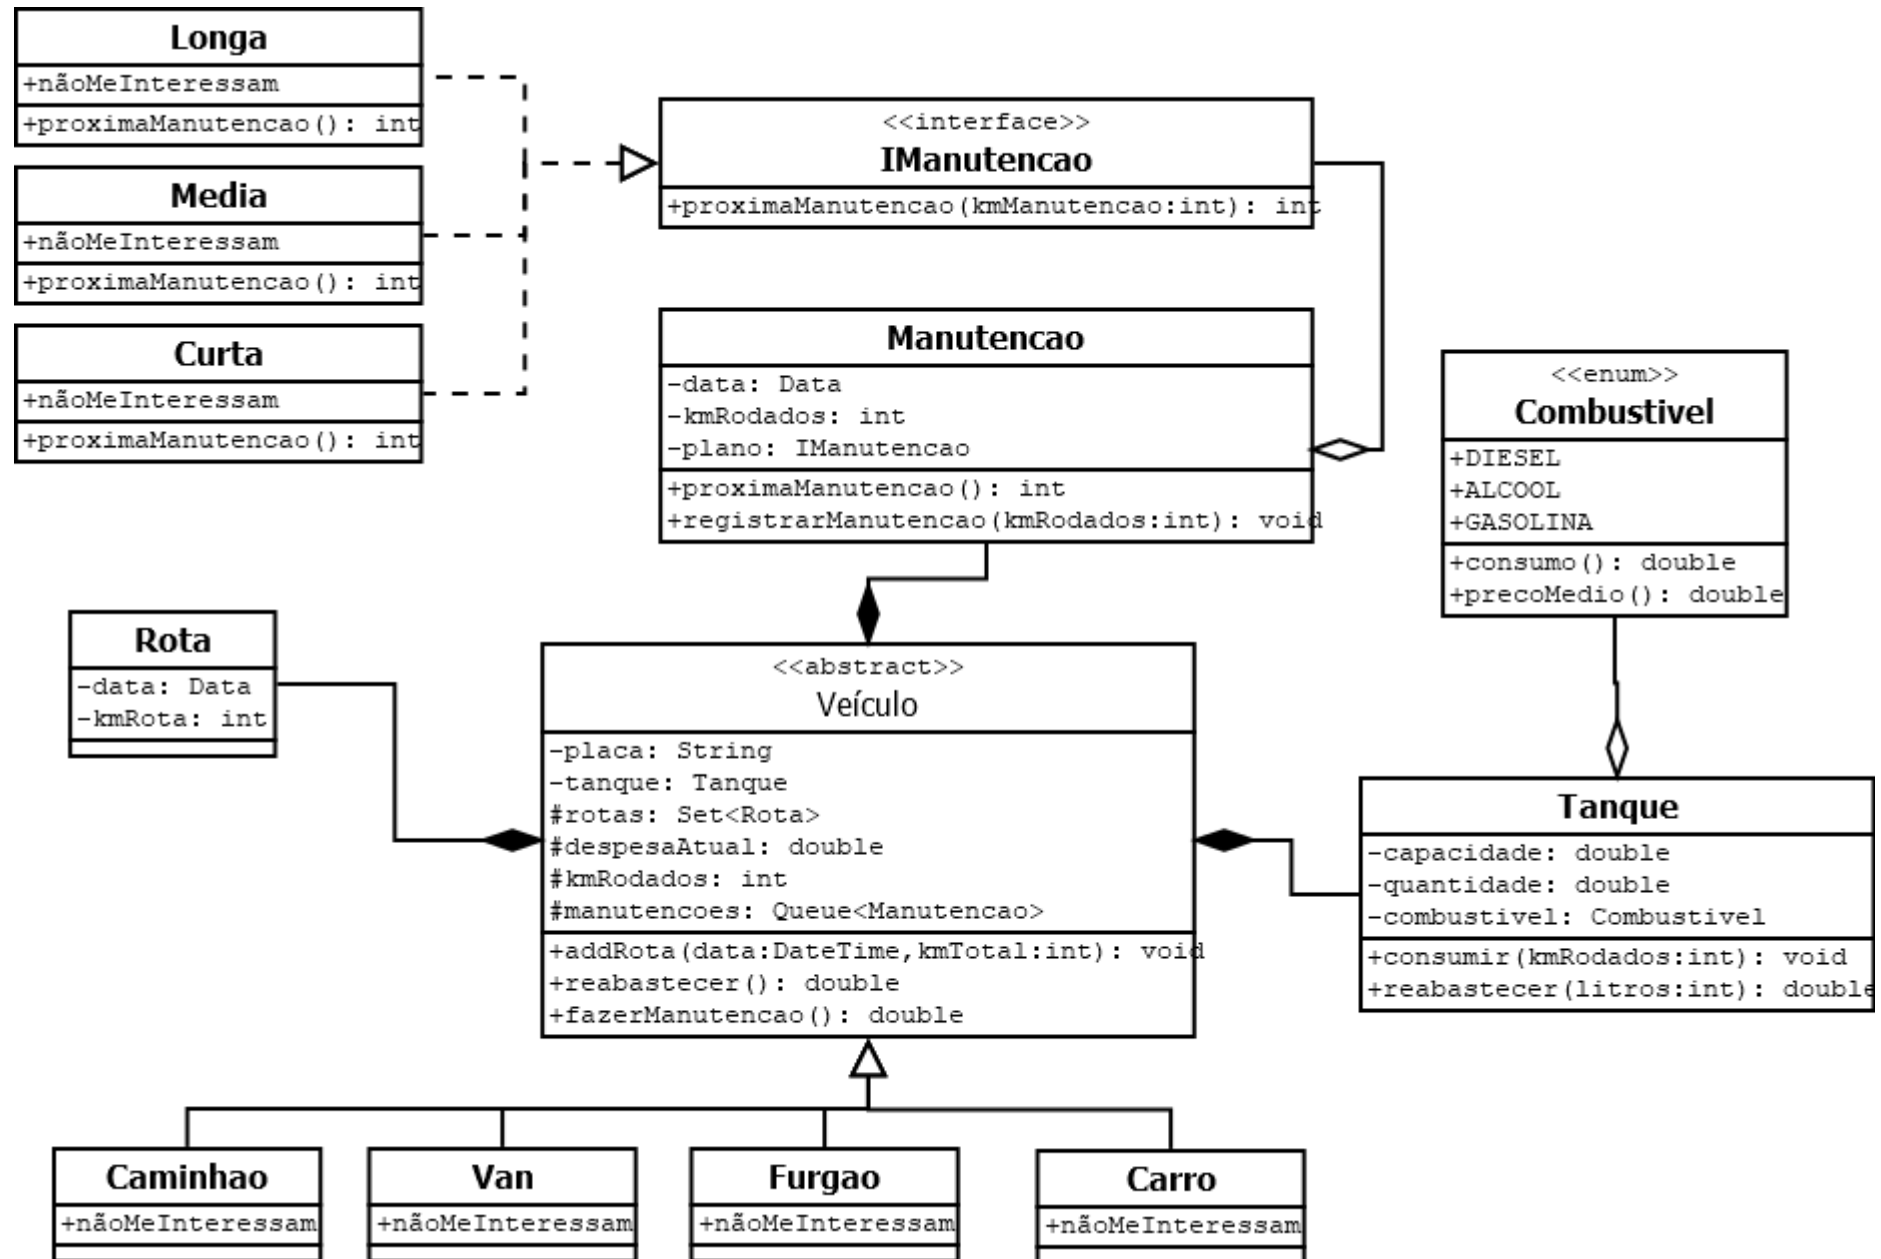 Longa
+nãoMeInteressam
+proximaManutencao(): int
Media
+nãoMeInteressam
+proximaManutencao(): int
Curta
+nãoMeInteressam
+proximaManutencao(): int
<<interface>>
IManutencao
+proximaManutencao(kmManutencao:int): int
Manutencao
-data: Data
-kmRodados: int
-plano: IManutencao
+proximaManutencao(): int
+registrarManutencao(kmRodados:int): void
<<enum>>
Combustivel
+DIESEL
+ALCOOL
+GASOLINA
+consumo(): double
+precoMedio(): double
Rota
-data: Data
-kmRota: int
<<abstract>>
Veículo
-placa: String
-tanque: Tanque
#rotas: Set<Rota>
#despesaAtual: double
#kmRodados: int
#manutencoes: Queue<Manutencao>
+addRota(data:DateTime,kmTotal:int): void
+reabastecer(): double
+fazerManutencao(): double
Tanque
-capacidade: double
-quantidade: double
-combustivel: Combustivel
+consumir(kmRodados:int): void
+reabastecer(litros:int): double
Caminhao
+nãoMeInteressam
Van
+nãoMeInteressam
Furgao
+nãoMeInteressam
Carro
+nãoMeInteressam